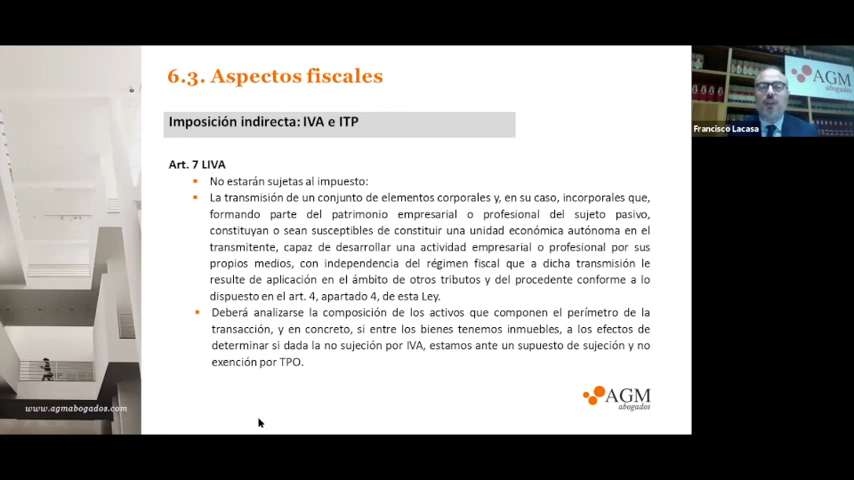 6.3. Aspectos fiscales
Imposición indirecta: IVA e ITP
Art. 7 LIVA
No estarán sujetas al impuesto:
La transmisión de un conjunto de elementos corporales y, en su caso, incorporales que,
formando parte del patrimonio empresarial o profesional del sujeto pasivo,
constituyan o sean susceptibles de constituir una unidad económica autónoma en el
transmitente, capaz de desarrollar una actividad empresarial o profesional por sus
propios medios, con independencia del régimen fiscal que a dicha transmisión le
resulte de aplicación en el ámbito de otros tributos y del procedente conforme a lo
dispuesto en el art. 4, apartado 4, de esta Ley.
Deberá analizarse la composición de los activos que componen el perímetro de la
transacción, y en concreto, si entre los bienes tenemos inmuebles, a los efectos de
determinar si dada la no sujeción por IVA, estamos ante un supuesto de sujeción y no
exención por TPO.
AGM
abogados
www.agmabogados.com
AGM
abogados
Francisco Lacasa